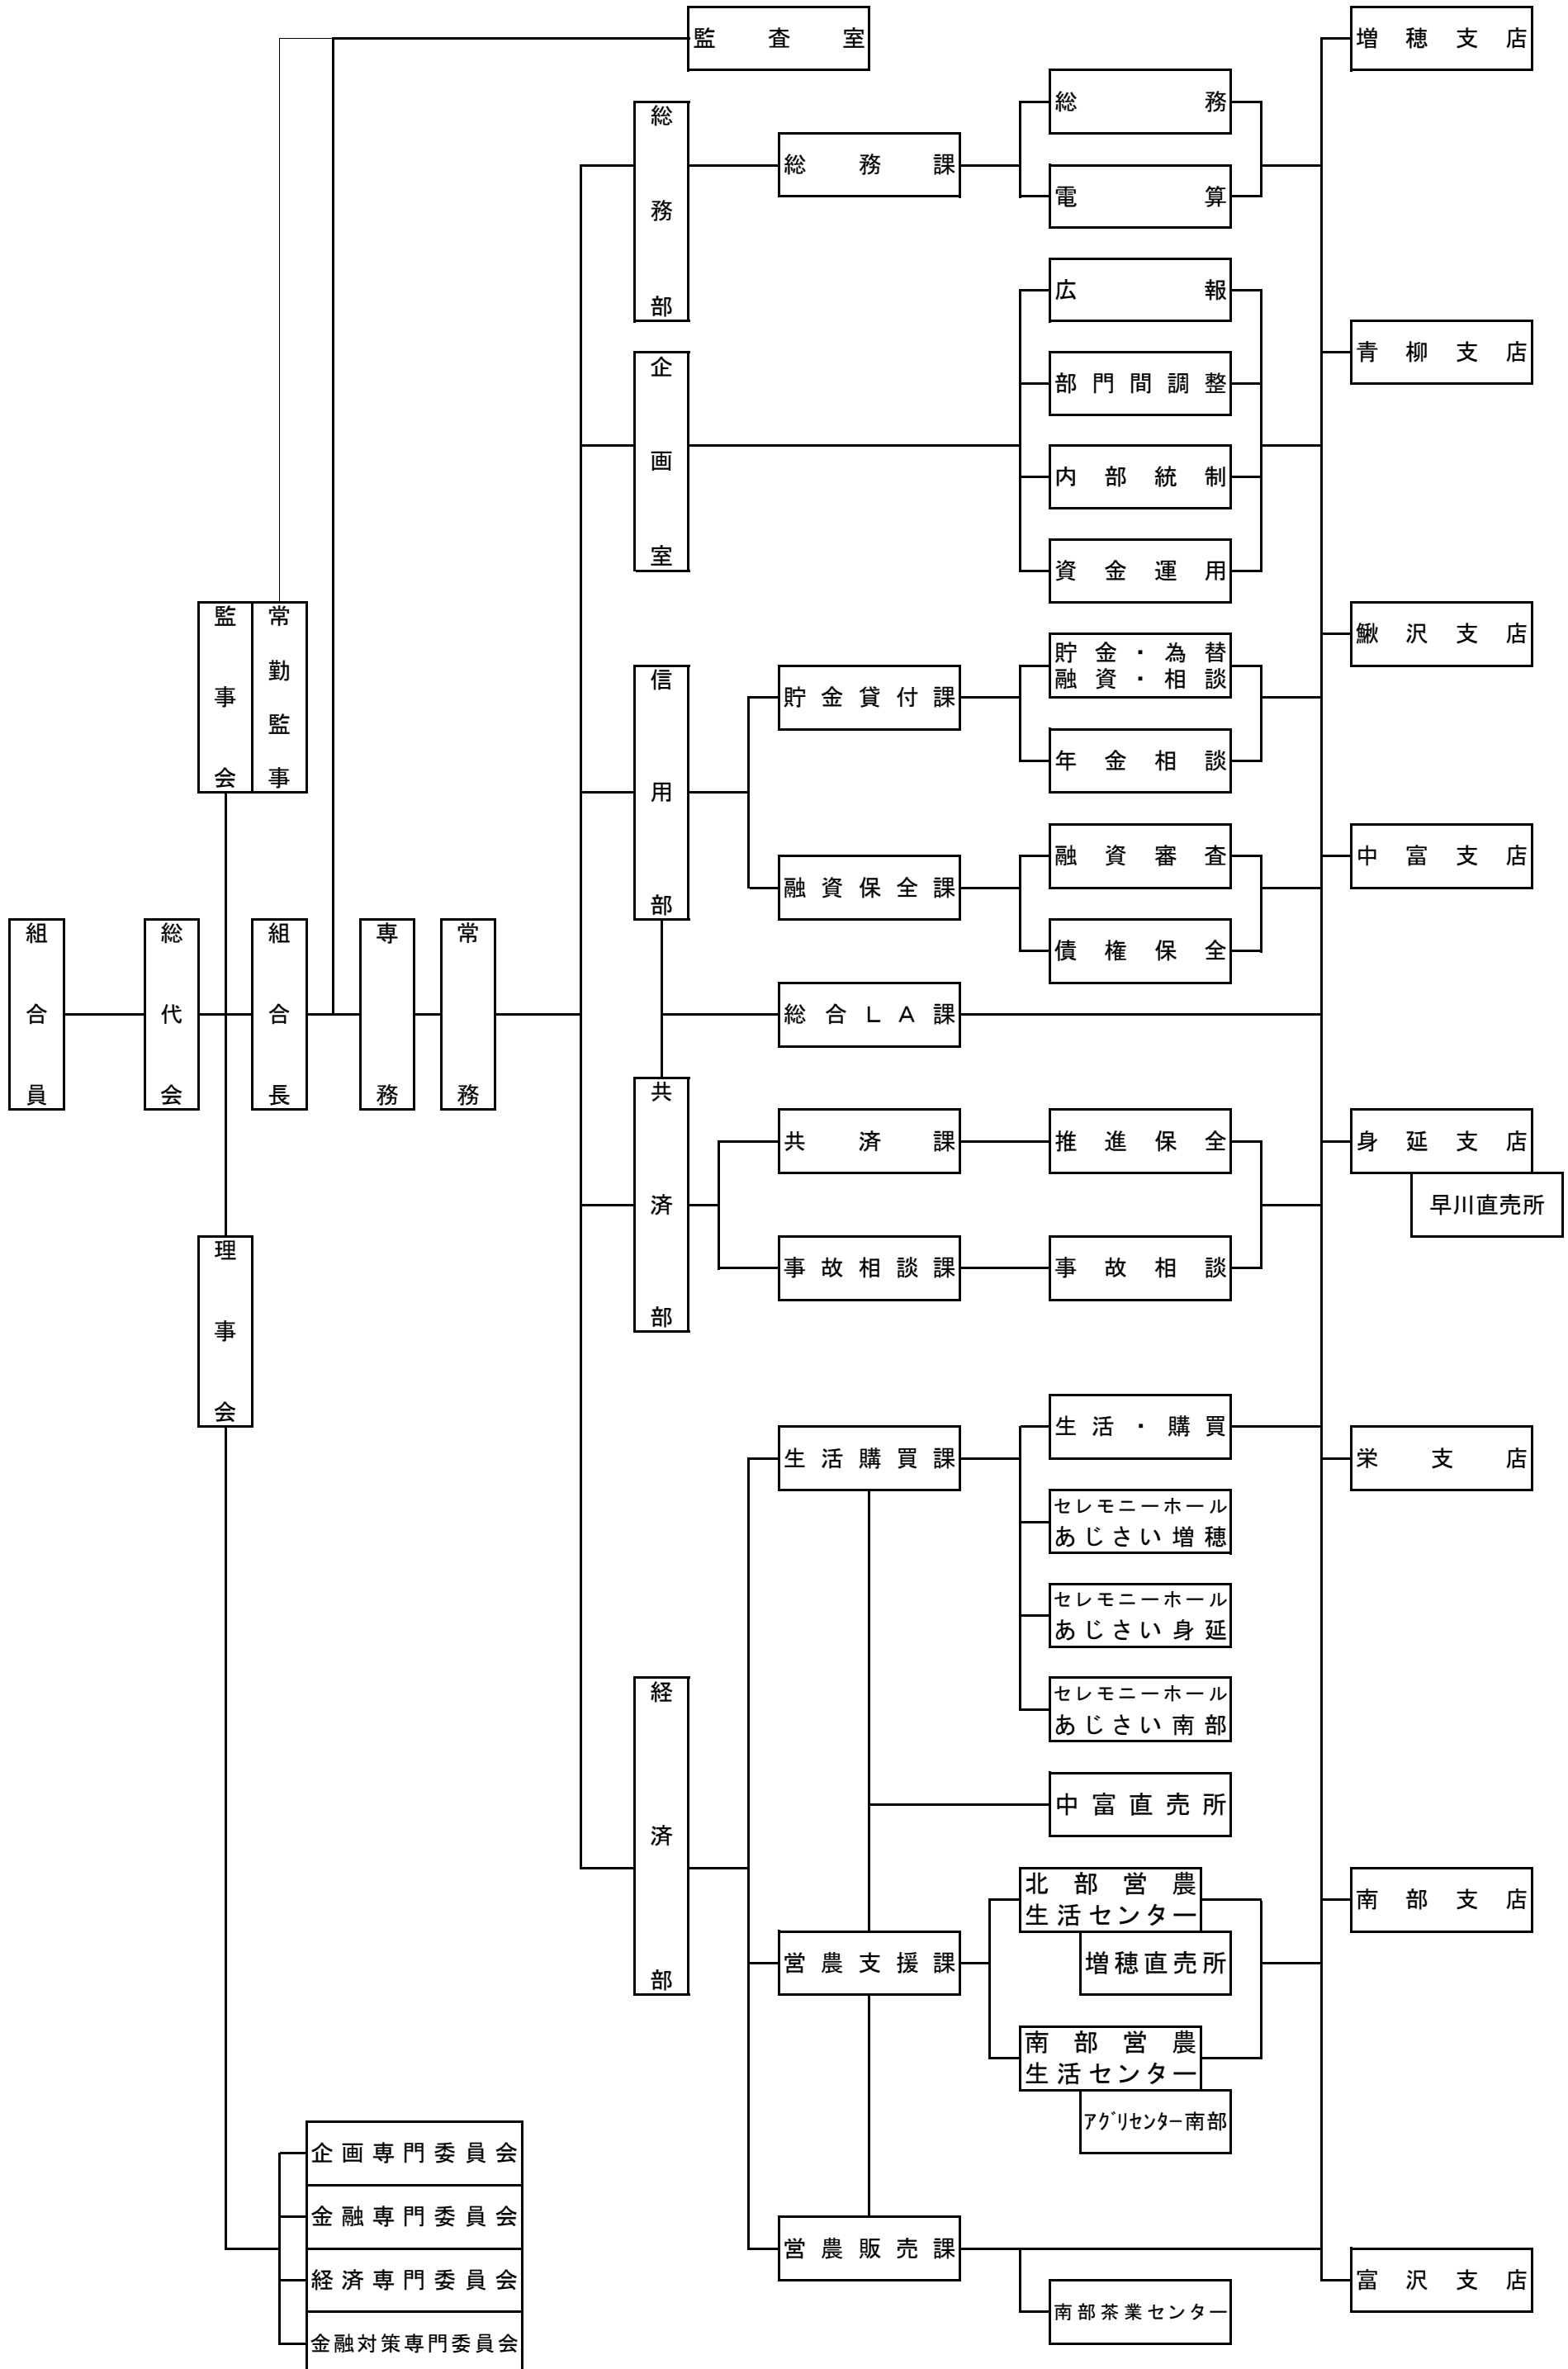 監査室
総務部
総務課
総務
電算
企画室
広報
部門間調整
内部統制
資金運用
監事会
常勤監事
信用部
貯金貸付課
貯金・為替
融資・相談
年金相談
融資保全課
融資審査
債権保全
組合員
総代会
組合長
専務
常務
総合ＬＡ課
共済部
共済課
推進保全
事故相談課
事故相談
理事会
経済部
生活購買課
生活・購買
セレモニーホール
あじさい増穂
セレモニーホール
あじさい身延
セレモニーホール
あじさい南部
中富直売所
営農支援課
北部営農
生活センター
増穂直売所
南部営農
生活センター
ｱｸﾞﾘｾﾝﾀｰ南部
営農販売課
南部茶業センター
企画専門委員会
金融専門委員会
経済専門委員会
金融対策専門委員会
増穂支店
青柳支店
鰍沢支店
中富支店
身延支店
早川直売所
栄支店
南部支店
富沢支店